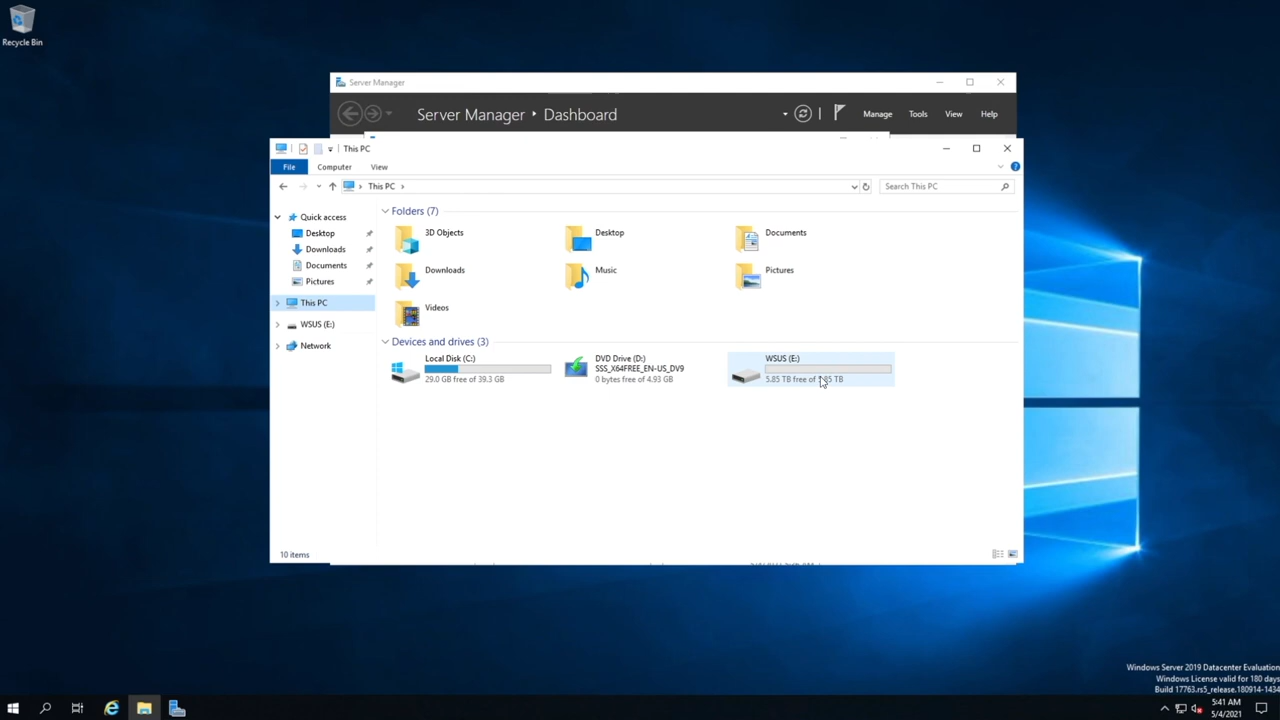 Recycle Bin
Server Manager
Server Manager
Dashboard
Manage
Tools
View
Help
This PC
File
Computer
View
This PC
Search This PC
Quick access
Desktop
Downloads
Documents
Pictures
This PC
WSUS (E:)
Network
Folders (7)
3D Objects
Desktop
Documents
Downloads
Music
Pictures
Videos
Devices and drives (3)
Local Disk (C:)
29.0 GB free of 39.3 GB
DVD Drive (D:)
SSS_X64FREE_EN-US_DV9
0 bytes free of 4.93 GB
WSUS (E:)
5.85 TB free of TB
10 items
Windows Server 2019 Datacenter Evaluation
Windows License valid for 180 days
Build 17763.rs5_release.180914-1434
5:41 AM
5/4/2021